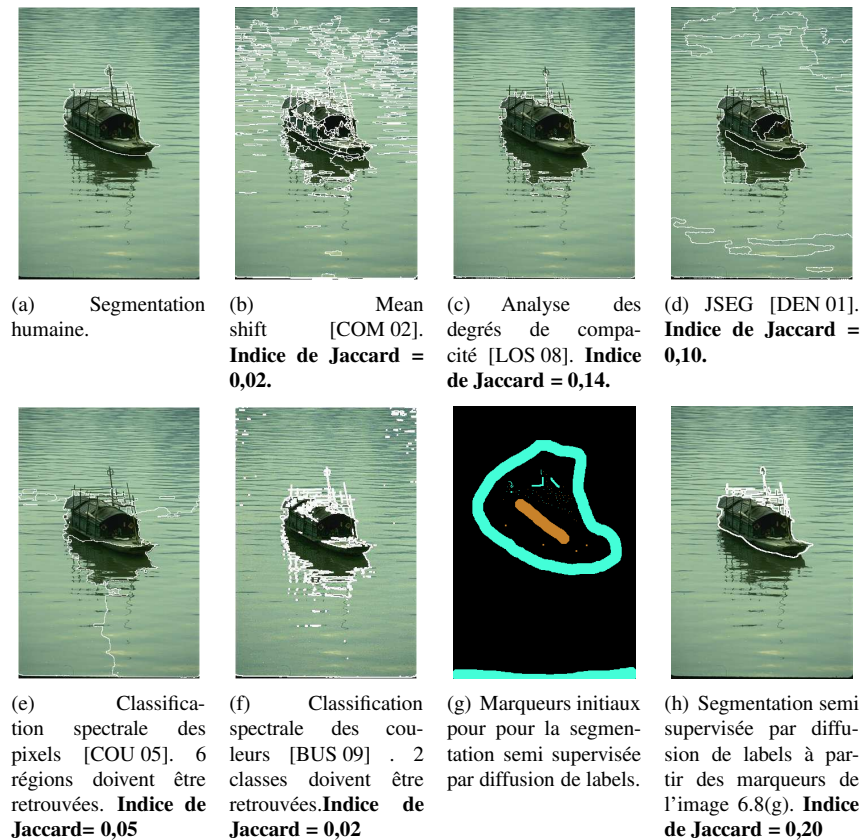 (a) Segmentation
humaine.
(b) Mean
shift [COM 02].
Indice de Jaccard =
0,02.
(c) Analyse des
degrés de compa-
cité [LOS 08]. Indice
de Jaccard = 0,14.
(d) JSEG [DEN 01].
Indice de Jaccard =
0,10.
(e) Classifica-
tion spectrale des
pixels [COU 05]. 6
régions doivent être
retrouvées. Indice de
Jaccard= 0,05
(f) Classification
spectrale des cou-
leurs [BUS 09] . 2
classes doivent être
retrouvées.Indice de
Jaccard = 0,02
(g) Marqueurs initiaux
pour pour la segmen-
tation semi supervisée
par diffusion de labels.
(h) Segmentation semi
supervisée par diffu-
sion de labels à par-
tir des marqueurs de
l'image 6.8(g). Indice
de Jaccard = 0,20